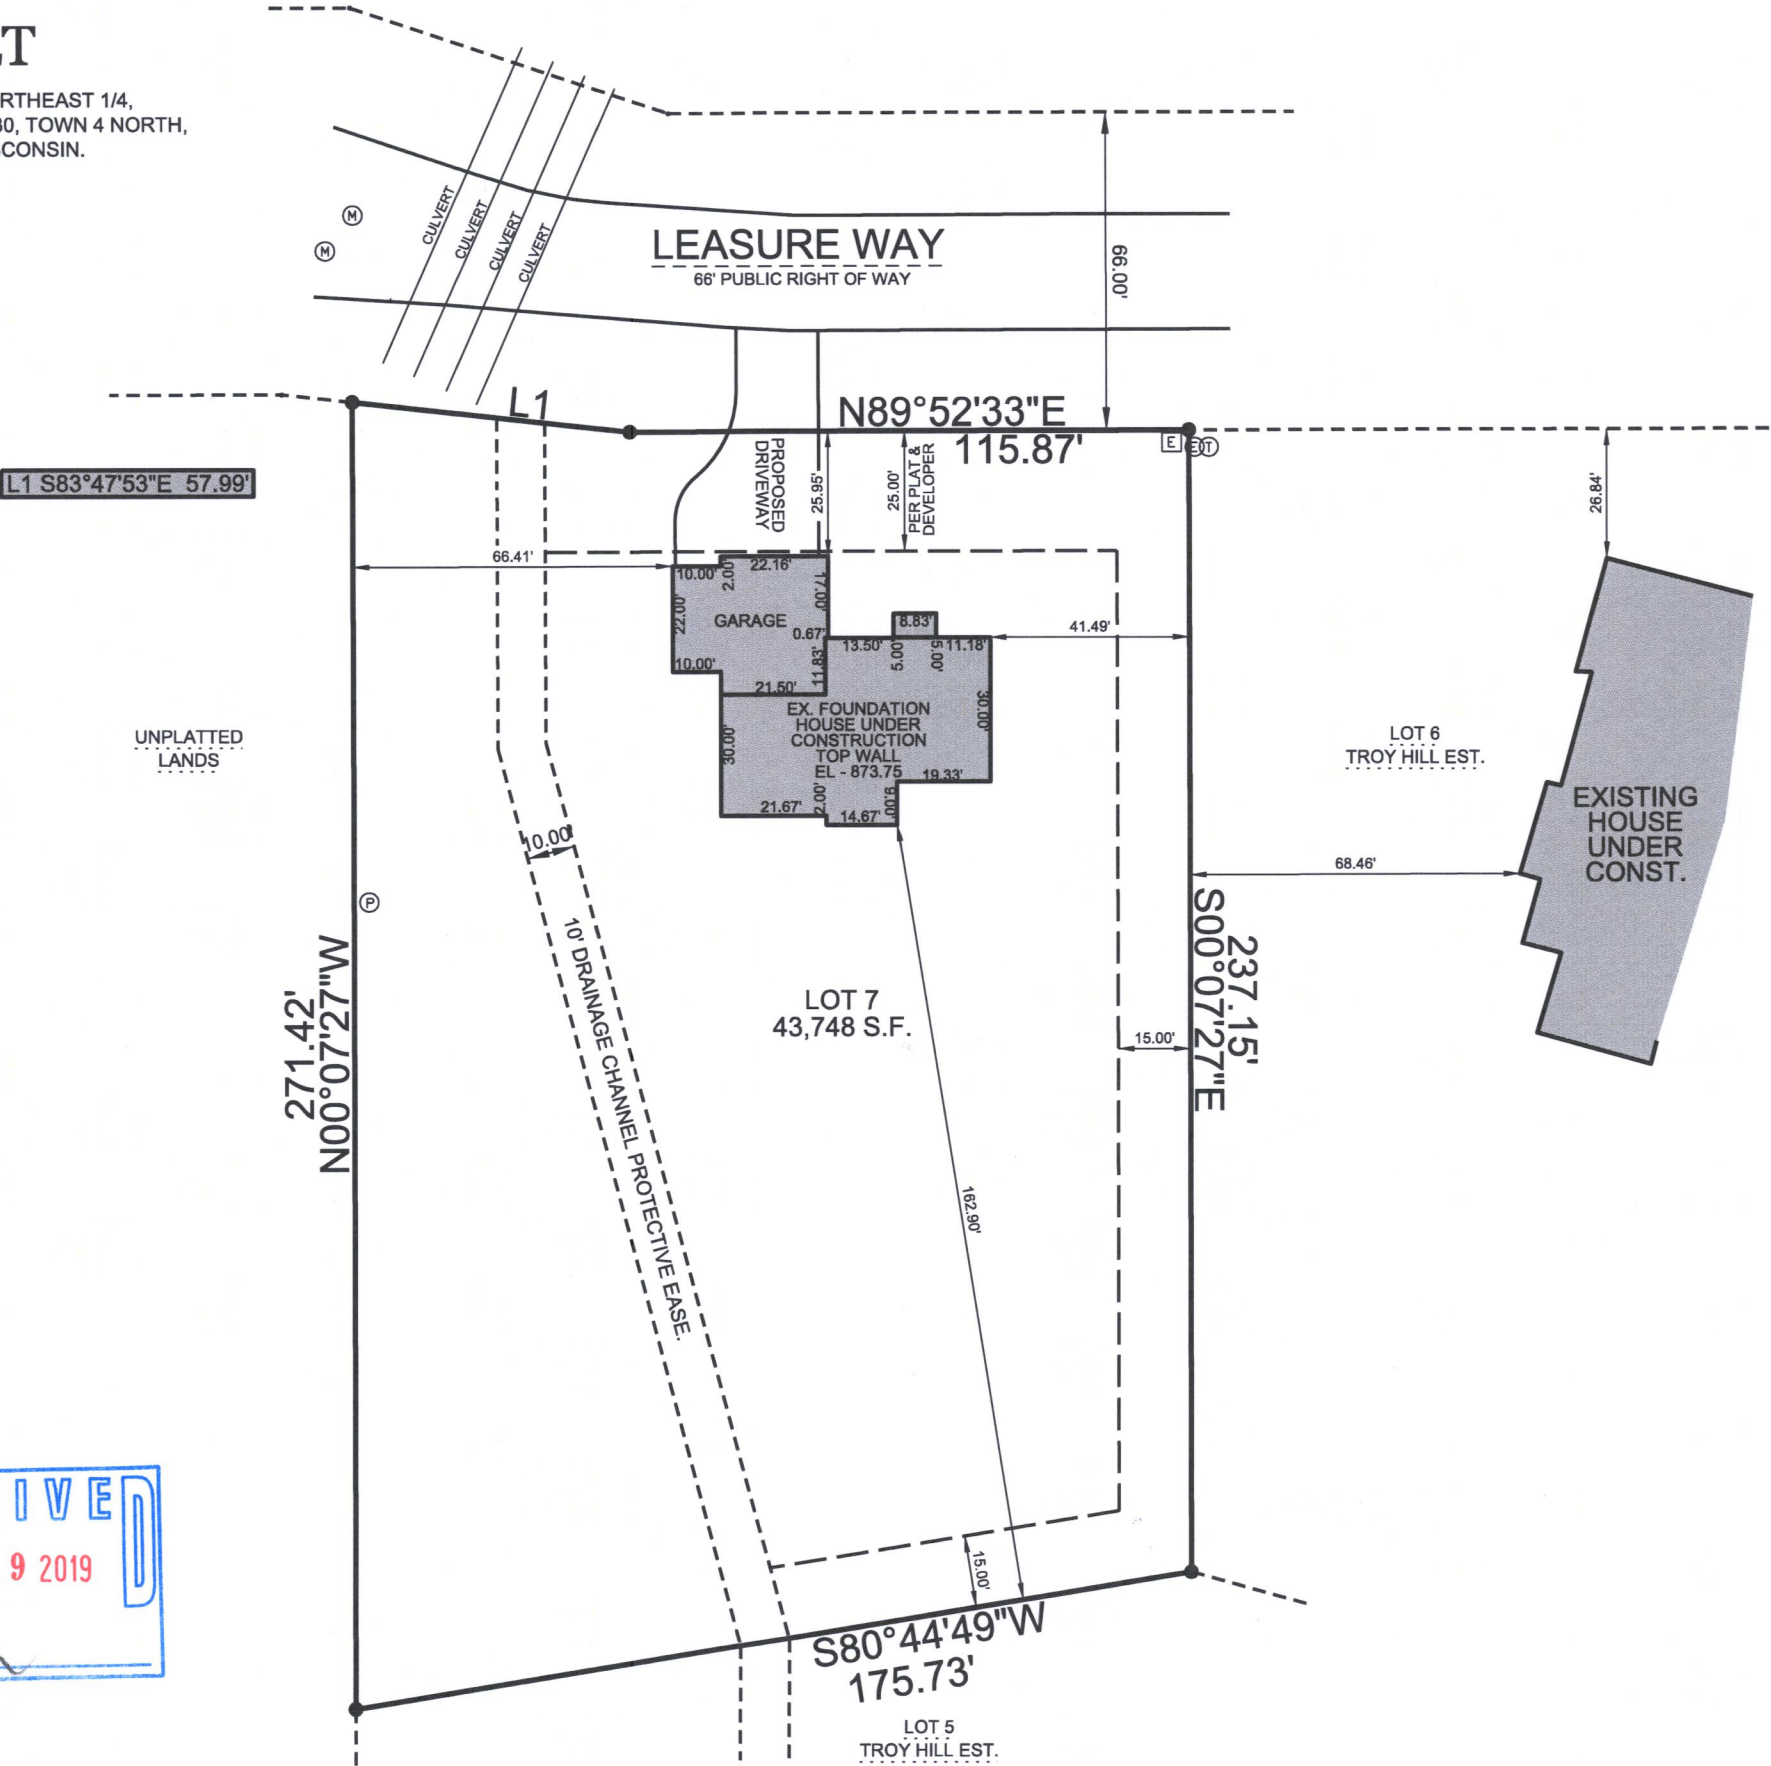 RTHEAST 1/4,
30, TOWN 4 NORTH,
CONSIN.
M
M
CULVERT
CULVERT
CULVERT
CULVERT
LEASURE WAY
66' PUBLIC RIGHT OF WAY
66.00'
L1
N89°52'33"E
115.87'
E
E
T
L1 S83°47'53"E 57.99'
PROPOSED
DRIVEWAY
25.95'
25.00'
PER PLAT &
DEVELOPER
26.84'
66.41'
10.00'
2.00'
22.16'
17.00'
22.00'
GARAGE
0.67'
10.00'
11.83'
21.50'
8.83'
13.50'
5.00'
5.00'
11.18'
41.49'
30.00'
EX. FOUNDATION
HOUSE UNDER
CONSTRUCTION
TOP WALL
EL - 873.75
30.00'
19.33'
21.67'
2.00'
14.67'
9.00'
UNPLATTED
LANDS
LOT 6
TROY HILL EST.
EXISTING
HOUSE
UNDER
CONST.
10.00'
68.46'
P
10' DRAINAGE CHANNEL PROTECTIVE EASE.
271.42'
N00°07'27"W
LOT 7
43,748 S.F.
237.15'
S00°07'27"E
15.00'
162.90'
15.00'
S80°44'49"W
175.73'
LOT 5
TROY HILL EST.
IVED
9 2019